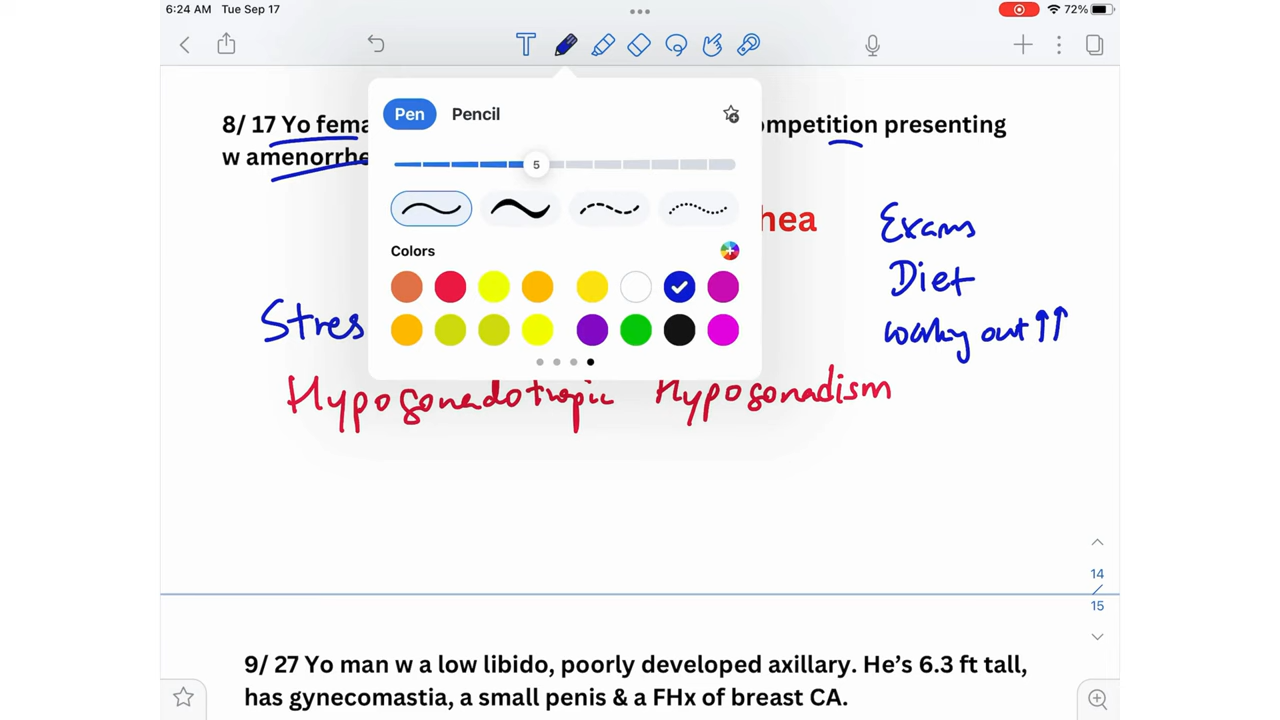 6:24 AM Tue Sep 17
72%
T
Pen Pencil
5
Colors
8/ 17 Yo fema ompetition presenting
w amenorrhe
hea
Exams
Diet
Working out ↑↑
Stres
Hypogonadotropic Hypogonadism
14
15
9/ 27 Yo man w a low libido, poorly developed axillary. He’s 6.3 ft tall,
has gynecomastia, a small penis & a FHx of breast CA.